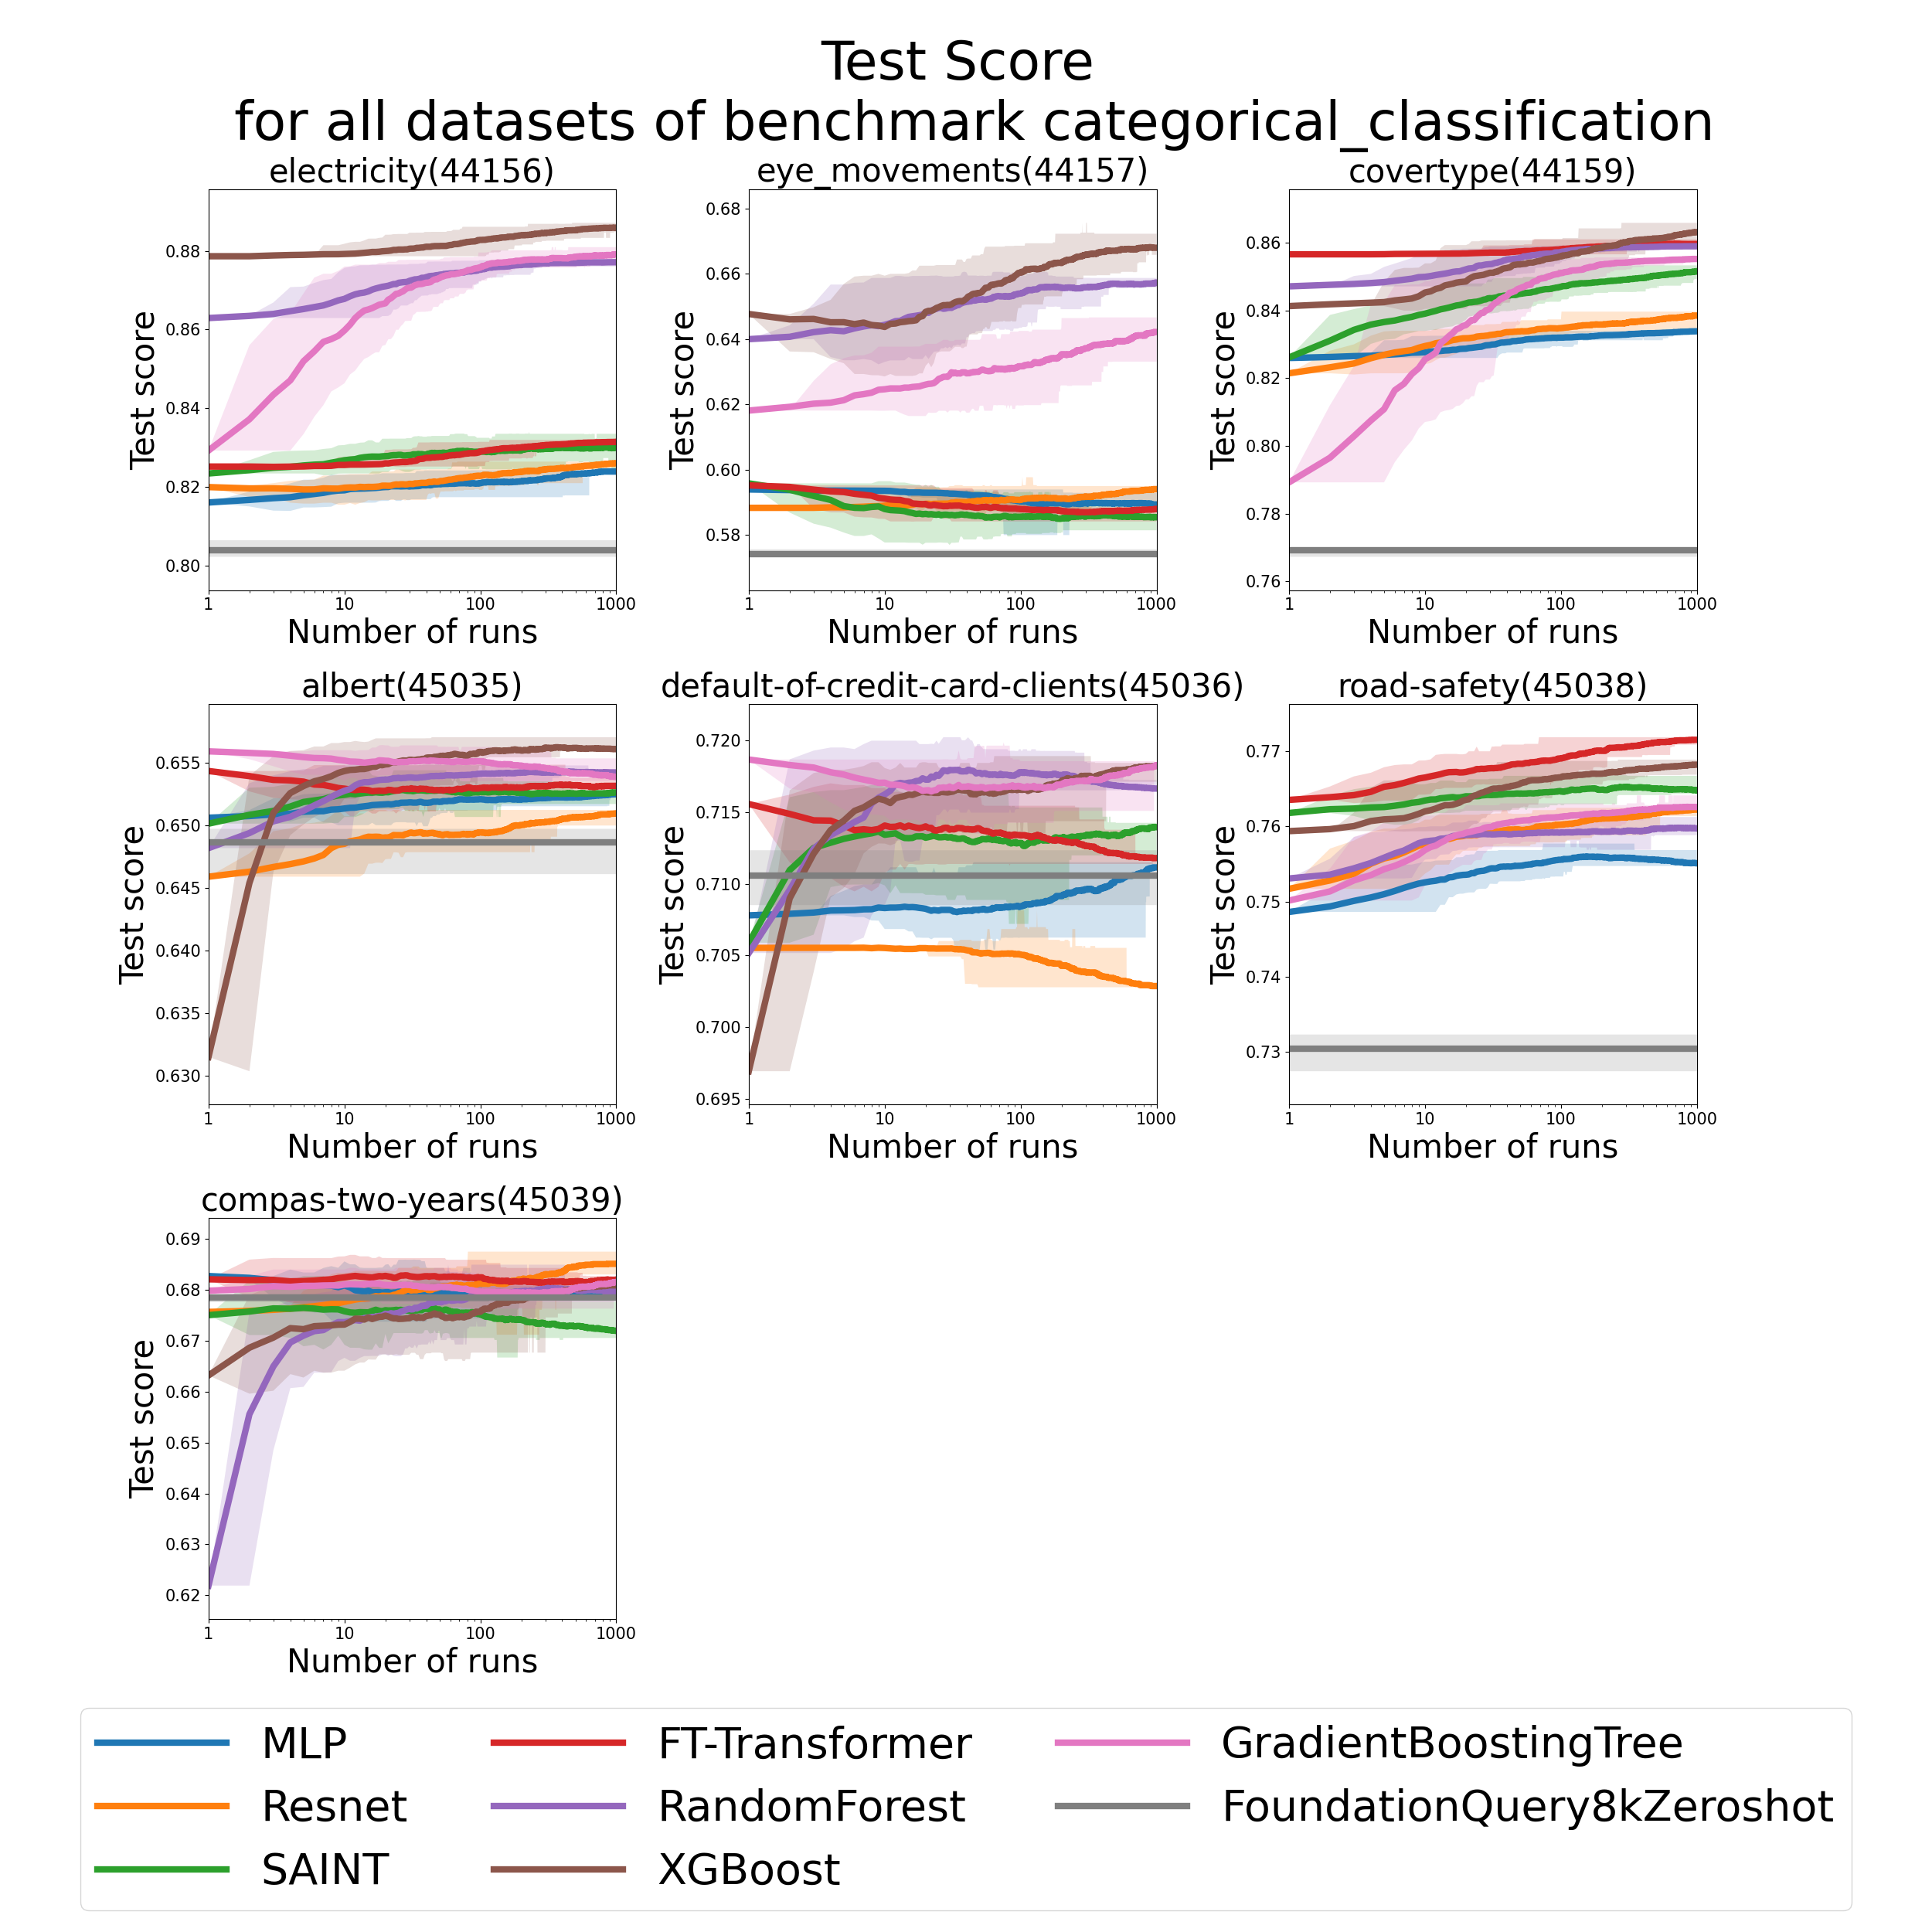 Test Score
for all datasets of benchmark categorical_classification
electricity(44156)
eye_movements(44157)
covertype(44159)
Test score
0.88
0.86
0.84
0.82
0.80
1 10 100 1000
Number of runs
Test score
0.68
0.66
0.64
0.62
0.60
0.58
1 10 100 1000
Number of runs
Test score
0.86
0.84
0.82
0.80
0.78
0.76
1 10 100 1000
Number of runs
albert(45035)
default-of-credit-card-clients(45036)
road-safety(45038)
Test score
0.655
0.650
0.645
0.640
0.635
0.630
1 10 100 1000
Number of runs
Test score
0.720
0.715
0.710
0.705
0.700
0.695
1 10 100 1000
Number of runs
Test score
0.77
0.76
0.75
0.74
0.73
1 10 100 1000
Number of runs
compas-two-years(45039)
Test score
0.69
0.68
0.67
0.66
0.65
0.64
0.63
0.62
1 10 100 1000
Number of runs
MLP
Resnet
SAINT
FT-Transformer
RandomForest
XGBoost
GradientBoostingTree
FoundationQuery8kZeroshot